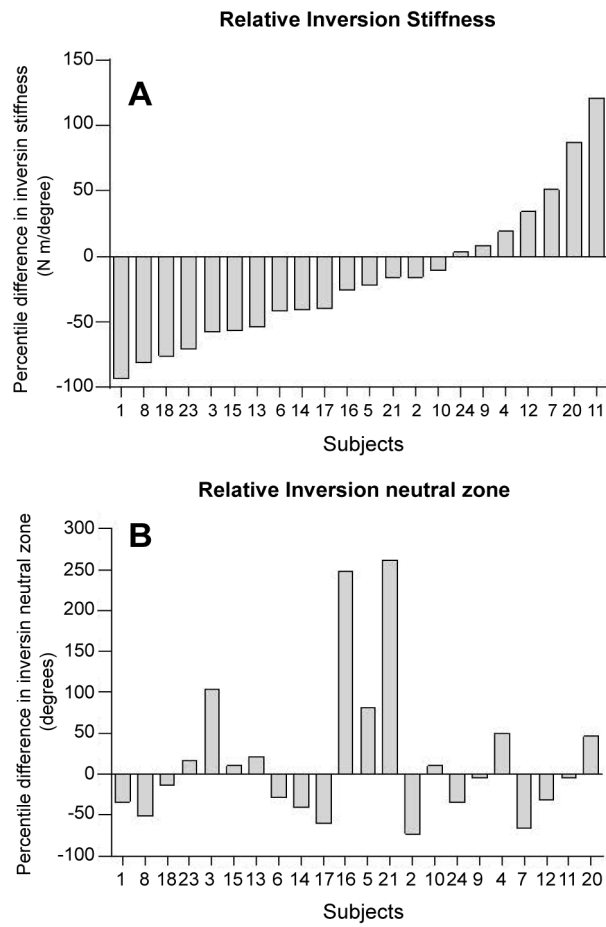 Relative Inversion Stiffness
A
Percentile difference in inversin stiffness
(N m/degree)
150
100
50
0
-50
-100
1 8 18 23 3 15 13 6 14 17 16 5 21 2 10 24 9 4 12 7 20 11
Subjects
Relative Inversion neutral zone
B
Percentile difference in inversin neutral zone
(degrees)
300
250
200
150
100
50
0
-50
-100
1 8 18 23 3 15 13 6 14 17 16 5 21 2 10 24 9 4 7 12 11 20
Subjects